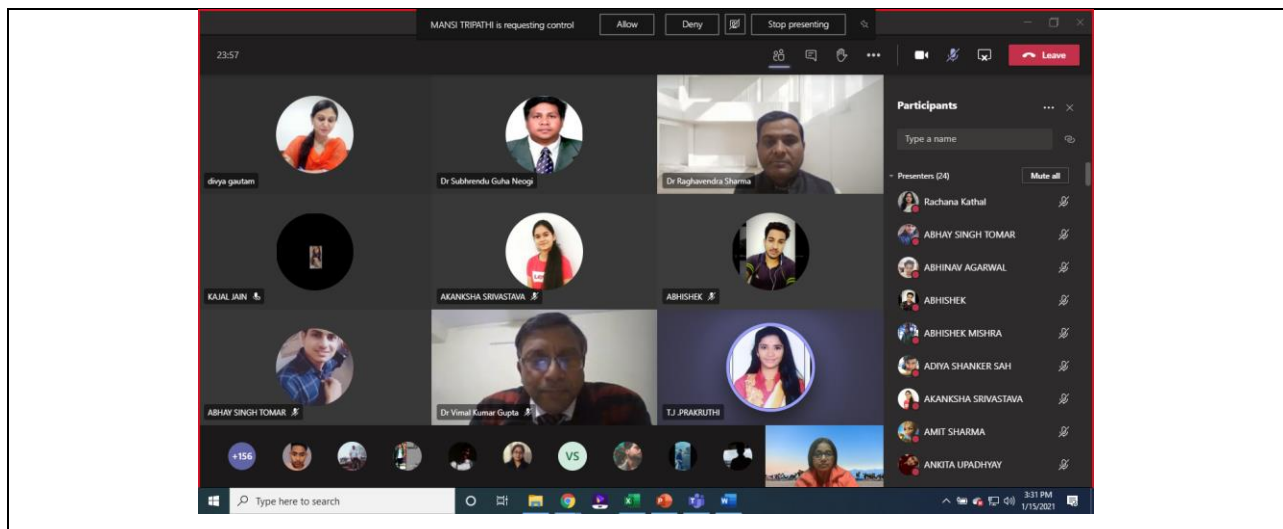 MANSI TRIPATHI is requesting control
Allow
Deny
Stop presenting
23:57
Leave
divya gautam
Dr Subhrendu Guha Neogi
Dr Raghavendra Sharma
KAJAL JAIN
AKANKSHA SRIVASTAVA
ABHISHEK
ABHAY SINGH TOMAR
Dr Vimal Kumar Gupta
T.J .PRAKRUTHI
+156
VS
Participants
Type a name
Presenters (24)
Mute all
Rachana Kathal
ABHAY SINGH TOMAR
ABHINAV AGARWAL
ABHISHEK
ABHISHEK MISHRA
ADIYA SHANKER SAH
AKANKSHA SRIVASTAVA
AMIT SHARMA
ANKITA UPADHYAY
Type here to search
3:31 PM
1/15/2021